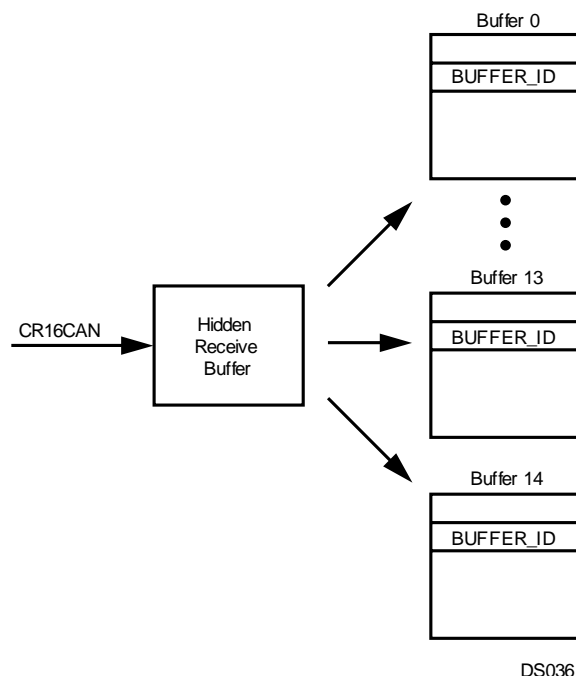 Buffer 0
BUFFER_ID
Buffer 13
CR16CAN
Hidden
Receive
Buffer
BUFFER_ID
Buffer 14
BUFFER_ID
DS036